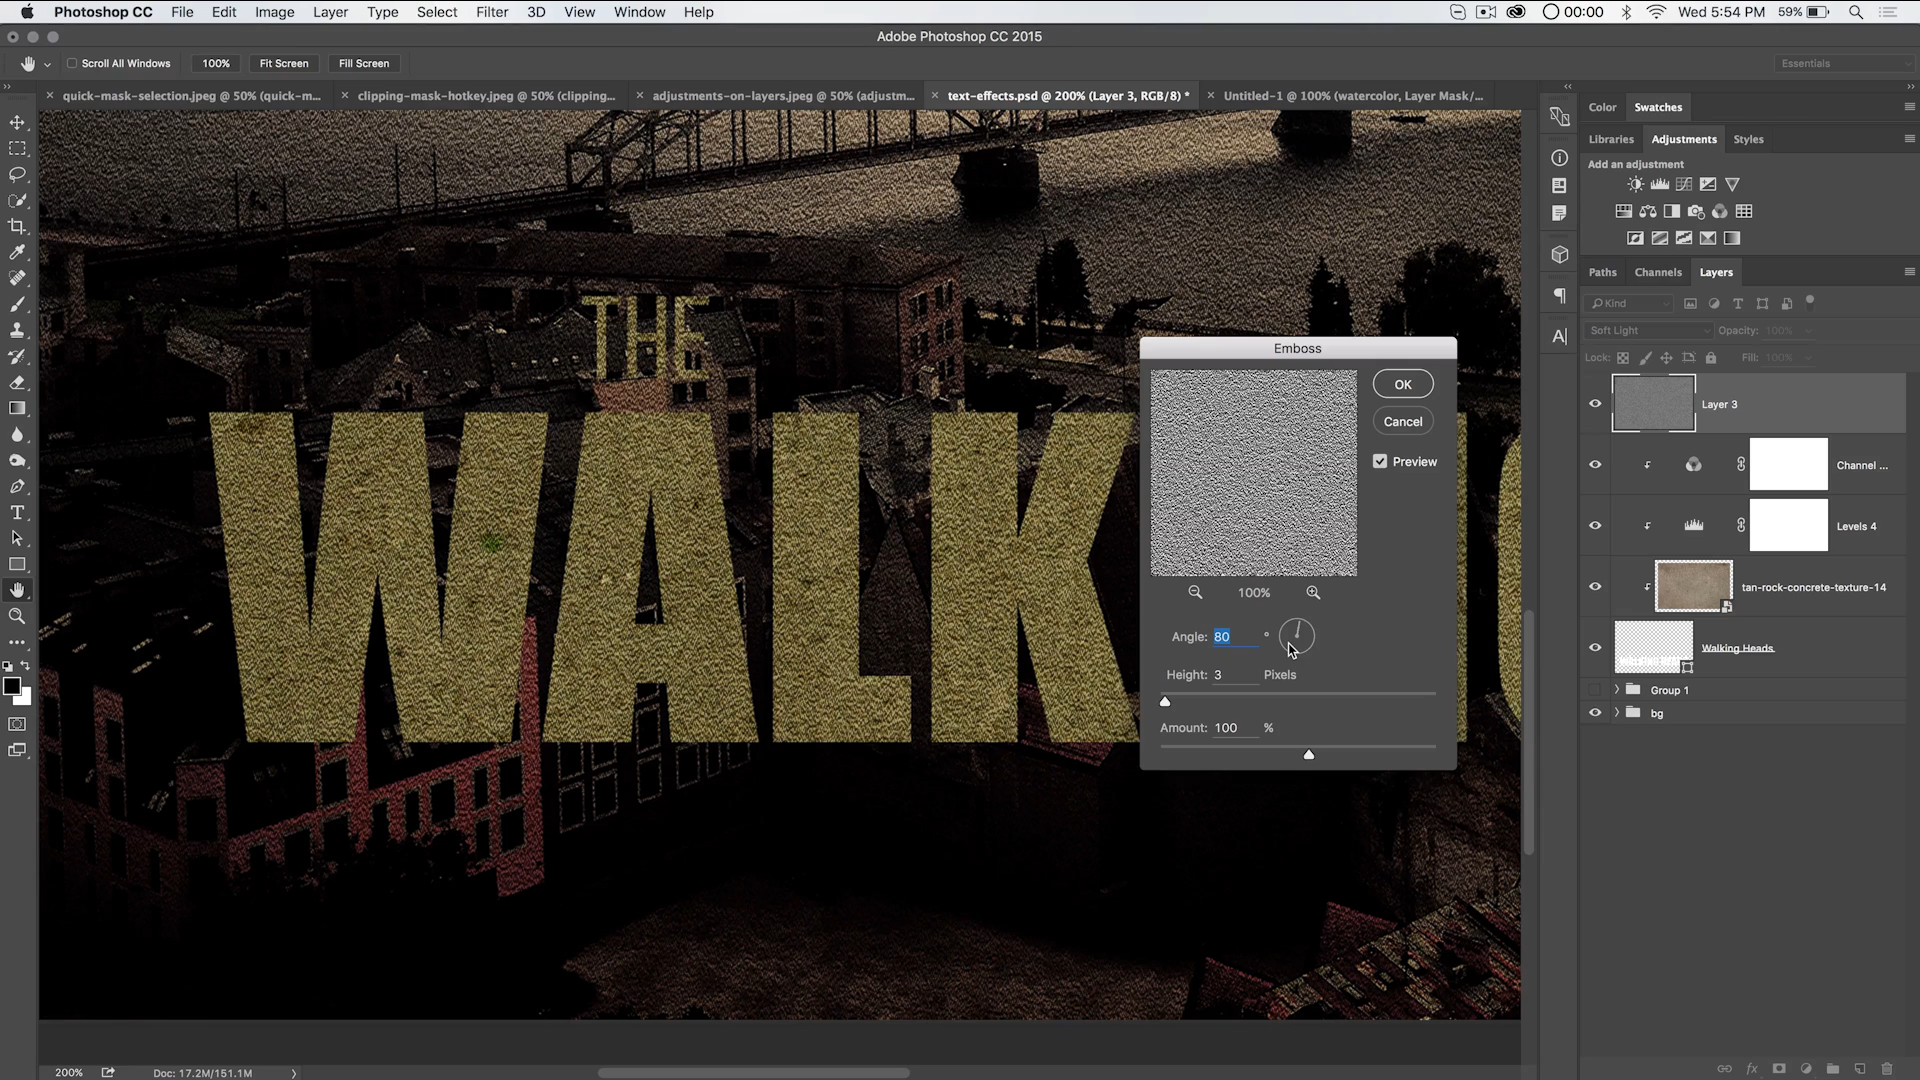 Photoshop CC File Edit Image Layer Type Select Filter 3D View Window Help 00:00 Wed 5:54 PM 59%
Adobe Photoshop CC 2015
Scroll All Windows 100% Fit Screen Fill Screen Essentials
quick-mask-selection.jpeg @ 50% (quick-m... clipping-mask-hotkey.jpeg @ 50% (clipping... adjustments-on-layers.jpeg @ 50% (adjustm... text-effects.psd @ 200% (Layer 3, RGB/8) * Untitled-1 @ 100% (watercolor, Layer Mask/...
Color Swatches
Libraries Adjustments Styles
Add an adjustment
Paths Channels Layers
Kind
Soft Light Opacity: 100%
Lock: Fill: 100%
Layer 3
Channel ...
Levels 4
tan-rock-concrete-texture-14
Walking Heads
Group 1
bg
THE
WALK
Emboss
OK
Cancel
Preview
100%
Angle: 80 °
Height: 3 Pixels
Amount: 100 %
200% Doc: 17.2M/151.1M